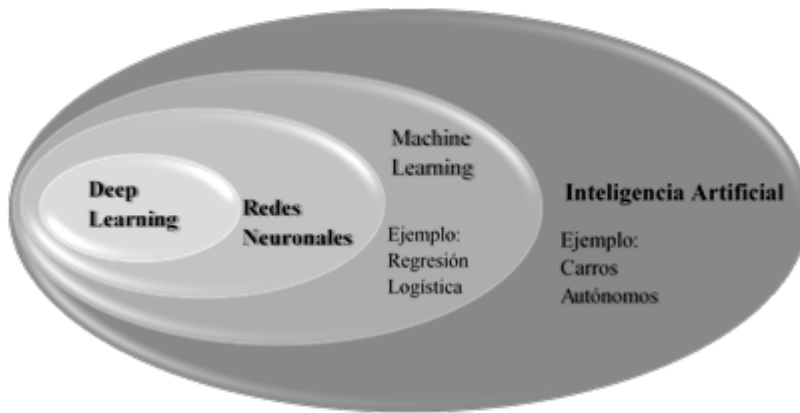 Deep
Learning
Redes
Neuronales
Machine
Learning
Ejemplo:
Regresión
Logística
Inteligencia Artificial
Ejemplo:
Carros
Autónomos